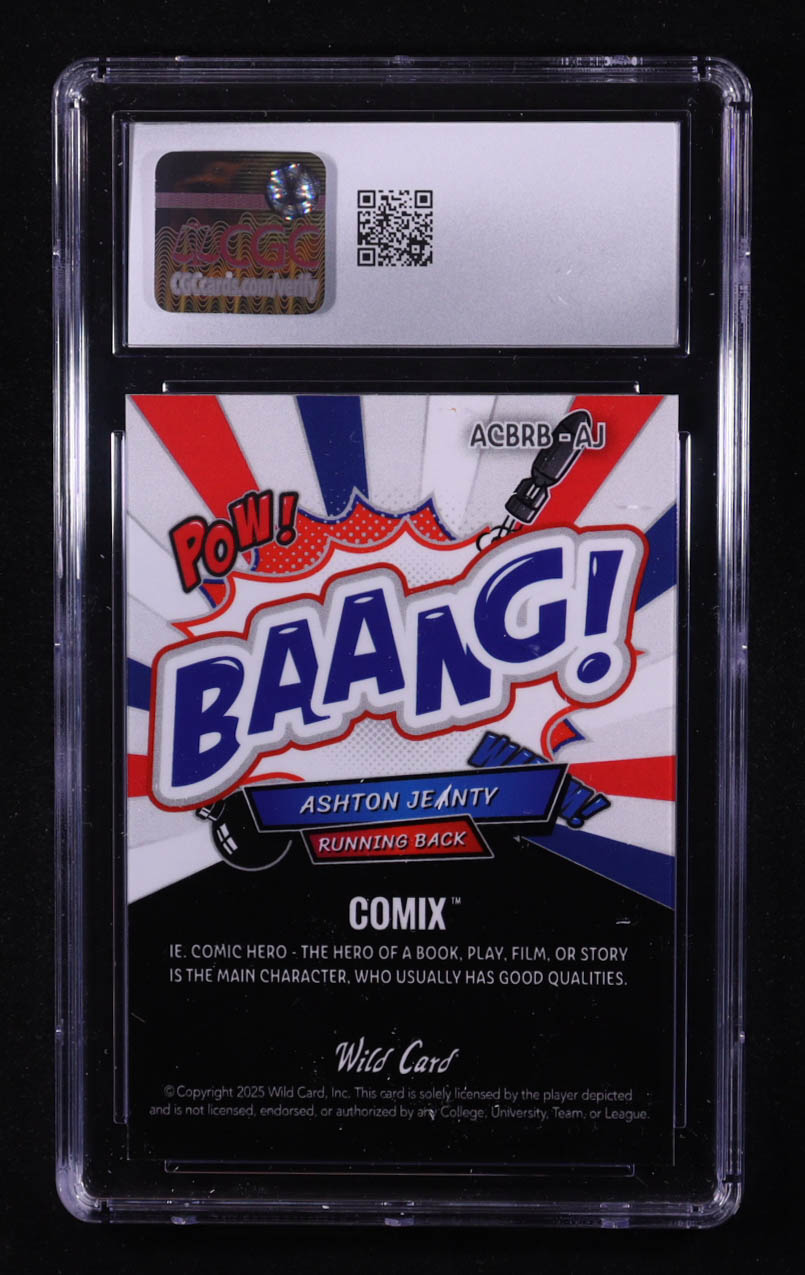 CGC
CGCcards.com/verify
ACBRB-AJ
POW!
BAANG!
ASHTON JEANTY
RUNNING BACK
COMIX™
IE. COMIC HERO - THE HERO OF A BOOK, PLAY, FILM, OR STORY
IS THE MAIN CHARACTER, WHO USUALLY HAS GOOD QUALITIES.
Wild Card
© Copyright 2025 Wild Card, Inc. This card is solely licensed by the player depicted
and is not licensed, endorsed, or authorized by any College, University, Team, or League.